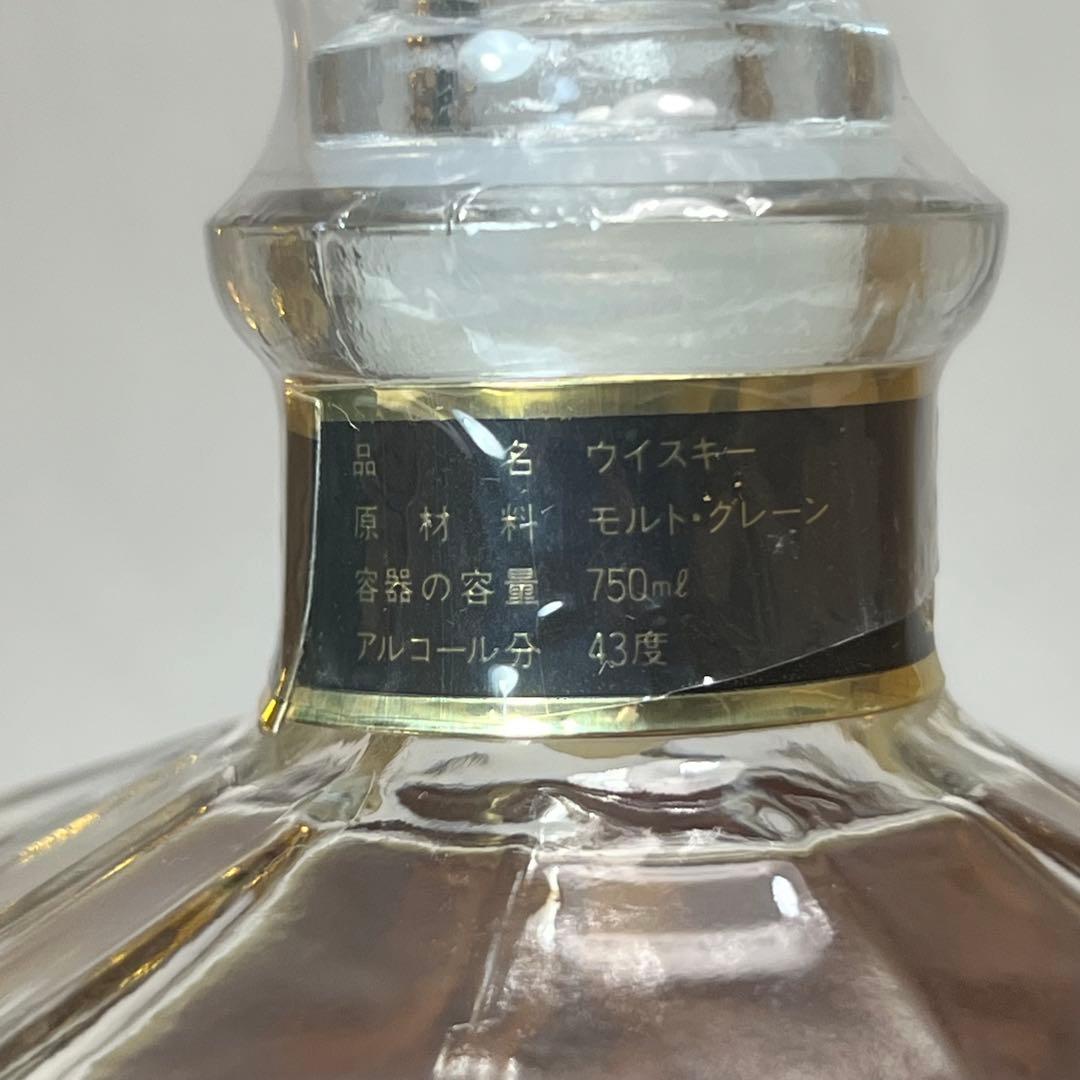 品名 ウイスキー
原材料 モルト・グレーン
容器の容量 750mℓ
アルコール分 43度